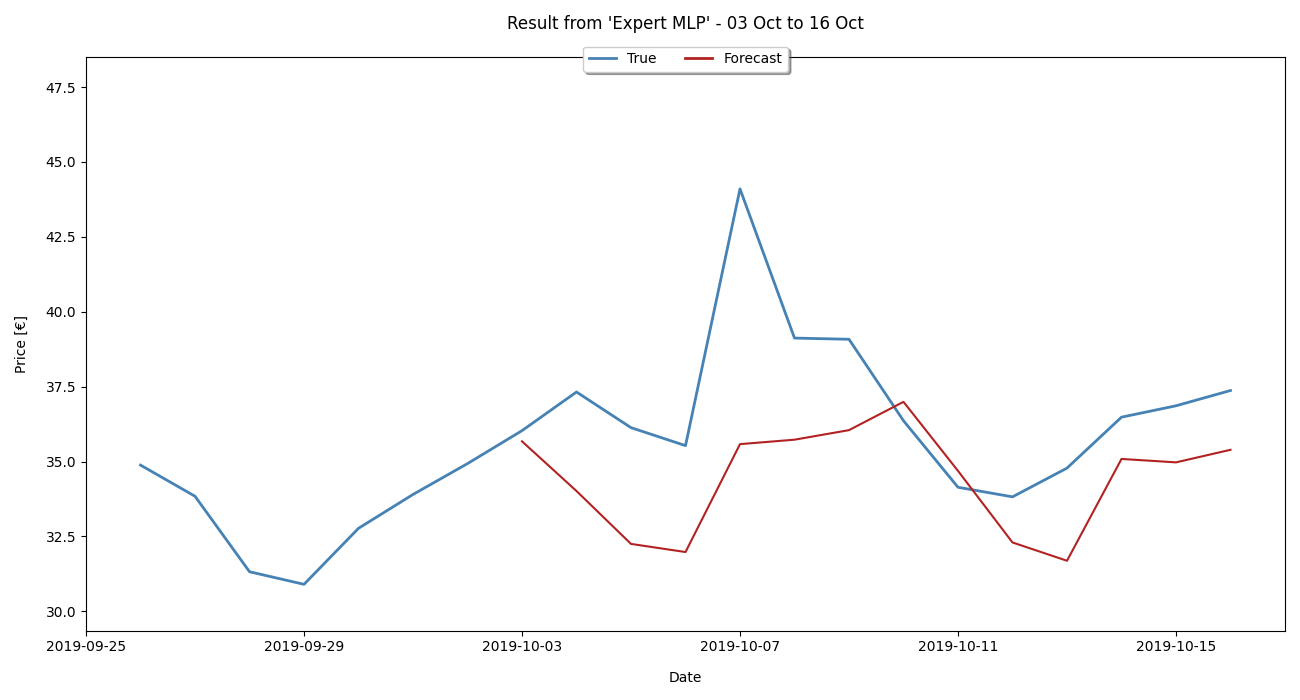 Result from 'Expert MLP' - 03 Oct to 16 Oct
True
Forecast
47.5
45.0
42.5
40.0
37.5
35.0
32.5
30.0
Price [€]
2019-09-25
2019-09-29
2019-10-03
2019-10-07
2019-10-11
2019-10-15
Date